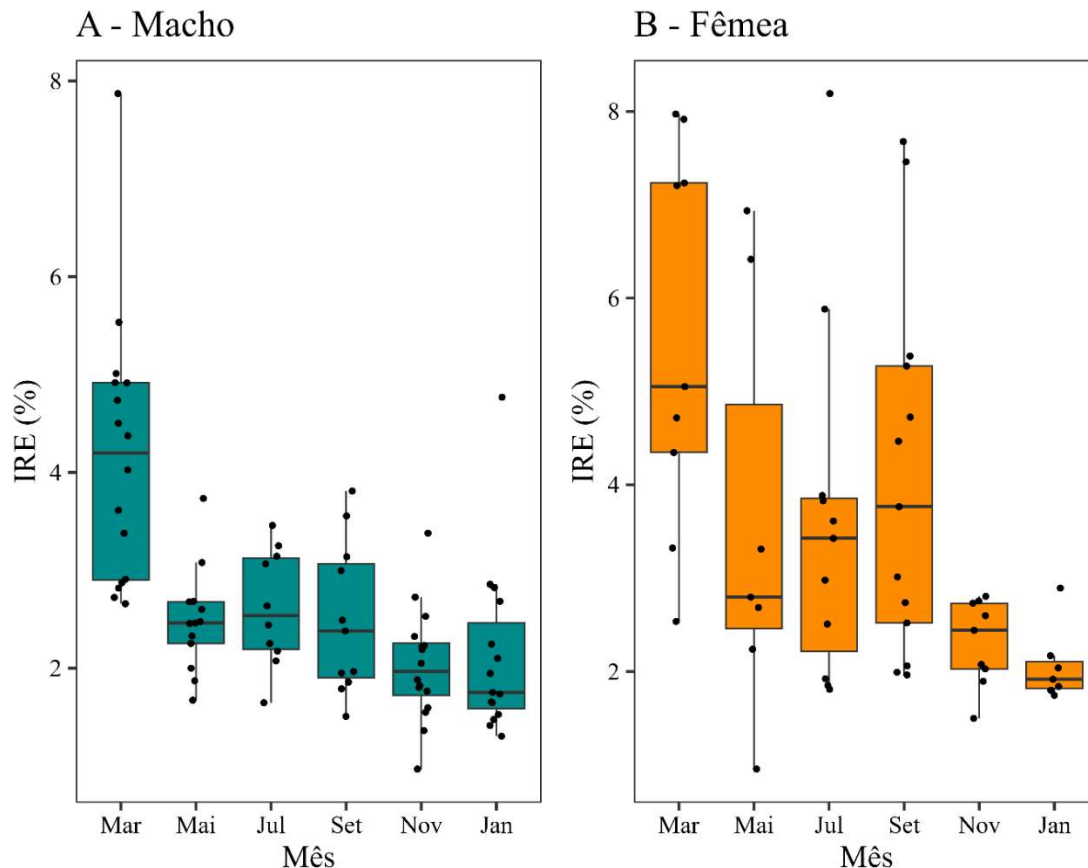 A - Macho
IRE (%)
8
6
4
2
Mar Mai Jul Set Nov Jan
Mês
B - Fêmea
IRE (%)
8
6
4
2
Mar Mai Jul Set Nov Jan
Mês